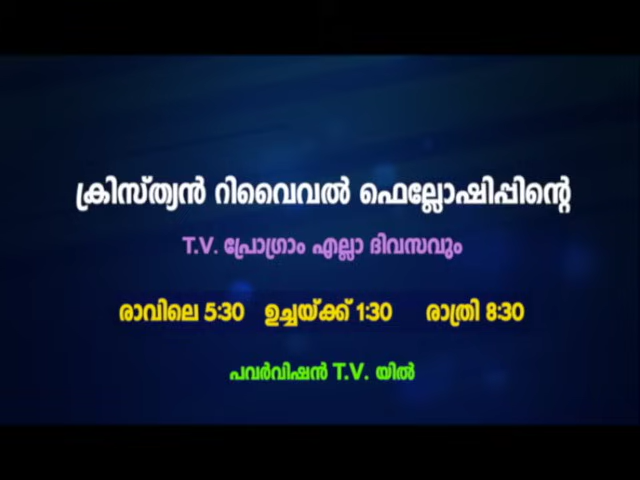 ക്രിസ്ത്യൻ റിവൈവൽ ഫെല്ലോഷിപ്പിന്റെ
T.V. പ്രോഗ്രാം എല്ലാ ദിവസവും
രാവിലെ 5:30 ഉച്ചയ്ക്ക് 1:30 രാത്രി 8:30
പവർവിഷൻ T.V. യിൽ